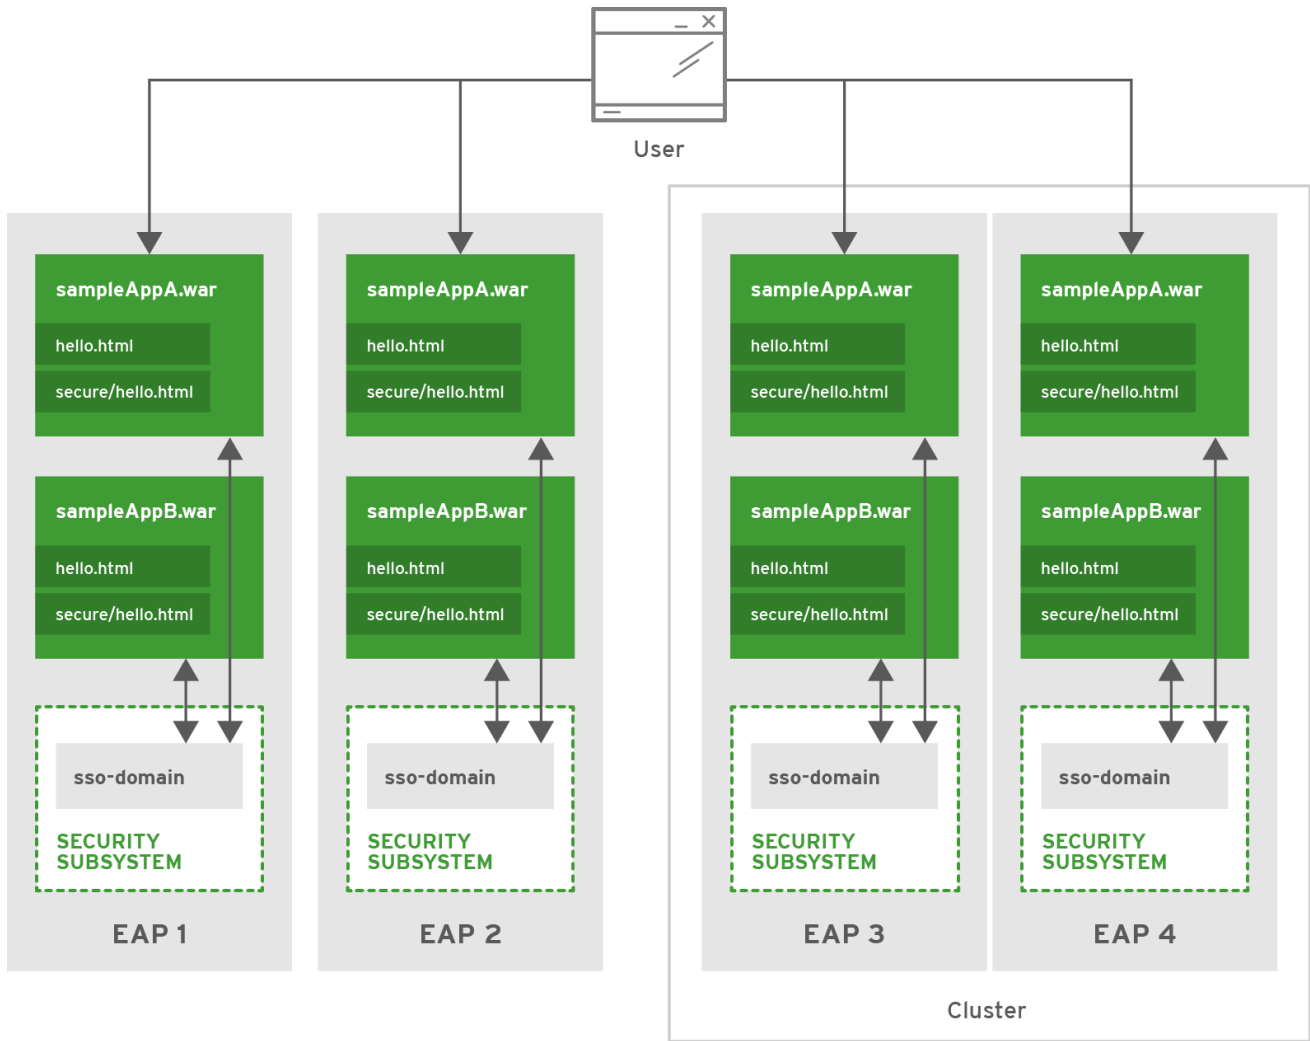 User
sampleAppA.war
hello.html
secure/hello.html
sampleAppB.war
hello.html
secure/hello.html
sso-domain
SECURITY
SUBSYSTEM
EAP 1
sampleAppA.war
hello.html
secure/hello.html
sampleAppB.war
hello.html
secure/hello.html
sso-domain
SECURITY
SUBSYSTEM
EAP 2
sampleAppA.war
hello.html
secure/hello.html
sampleAppB.war
hello.html
secure/hello.html
sso-domain
SECURITY
SUBSYSTEM
EAP 3
sampleAppA.war
hello.html
secure/hello.html
sampleAppB.war
hello.html
secure/hello.html
sso-domain
SECURITY
SUBSYSTEM
EAP 4
Cluster